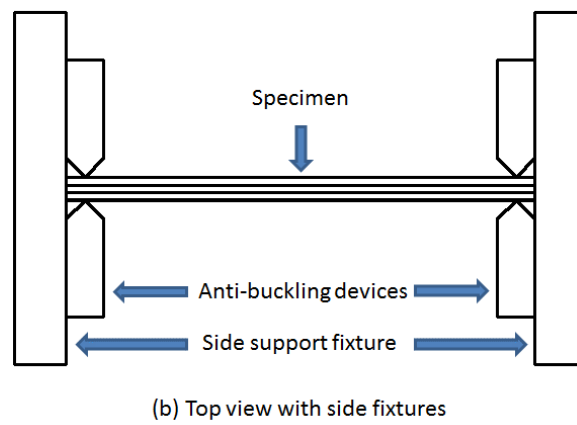 Specimen
Anti-buckling devices
Side support fixture
(b) Top view with side fixtures